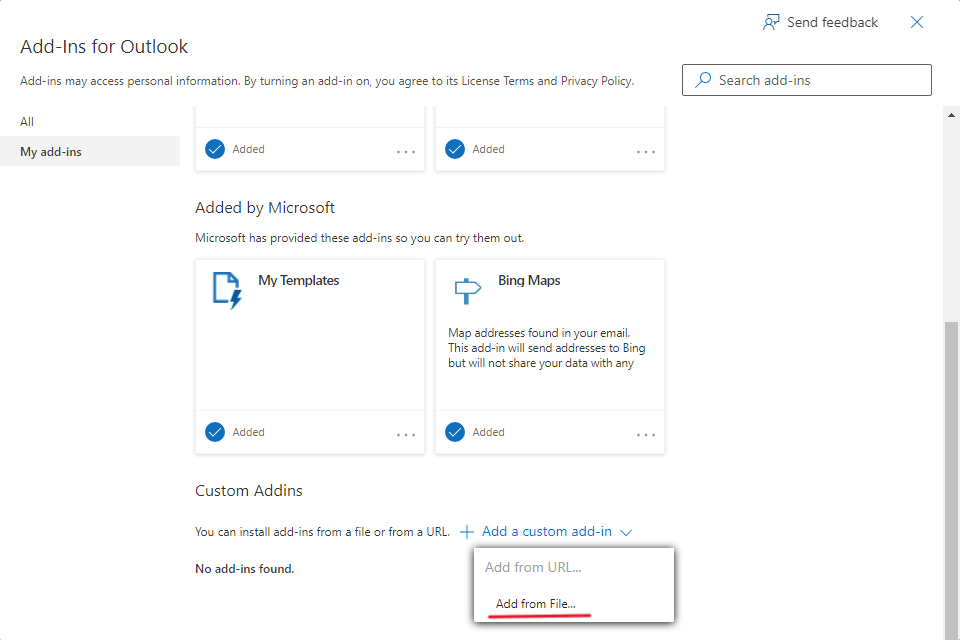 Send feedback
Add-Ins for Outlook
Add-ins may access personal information. By turning an add-in on, you agree to its License Terms and Privacy Policy.
Search add-ins
All
My add-ins
Added
...
Added
...
Added by Microsoft
Microsoft has provided these add-ins so you can try them out.
My Templates
Bing Maps
Map addresses found in your email.
This add-in will send addresses to Bing
but will not share your data with any
Added
...
Added
...
Custom Addins
You can install add-ins from a file or from a URL.
Add a custom add-in
No add-ins found.
Add from URL...
Add from File...